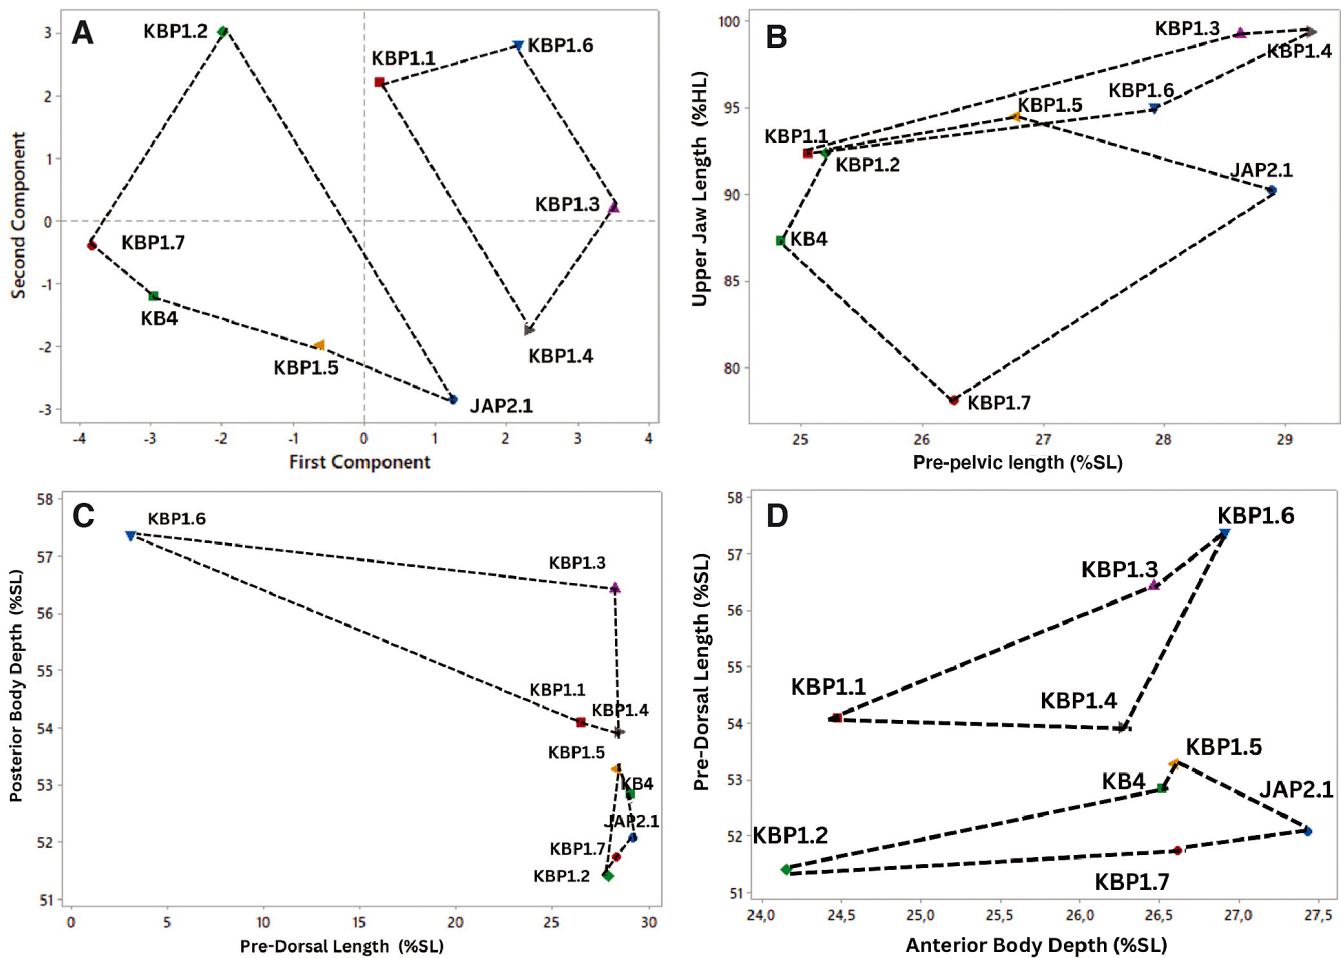 A
3
2
1
0
-1
-2
-3
Second Component
KBP1.2
KBP1.6
KBP1.1
KBP1.3
KBP1.7
KB4
KBP1.5
KBP1.4
JAP2.1
-4 -3 -2 -1 0 1 2 3 4
First Component
B
100
95
90
85
80
Upper Jaw Length (%HL)
KBP1.3
KBP1.4
KBP1.6
KBP1.5
KBP1.1
KBP1.2
JAP2.1
KB4
KBP1.7
25 26 27 28 29
Pre-pelvic length (%SL)
C
58
57
56
55
54
53
52
51
Posterior Body Depth (%SL)
KBP1.6
KBP1.3
KBP1.1
KBP1.4
KBP1.5
KB4
JAP2.1
KBP1.7
KBP1.2
0 5 10 15 20 25 30
Pre-Dorsal Length (%SL)
D
58
57
56
55
54
53
52
51
Pre-Dorsal Length (%SL)
KBP1.6
KBP1.3
KBP1.1
KBP1.4
KBP1.5
KB4
JAP2.1
KBP1.2
KBP1.7
24,0 24,5 25,0 25,5 26,0 26,5 27,0 27,5
Anterior Body Depth (%SL)